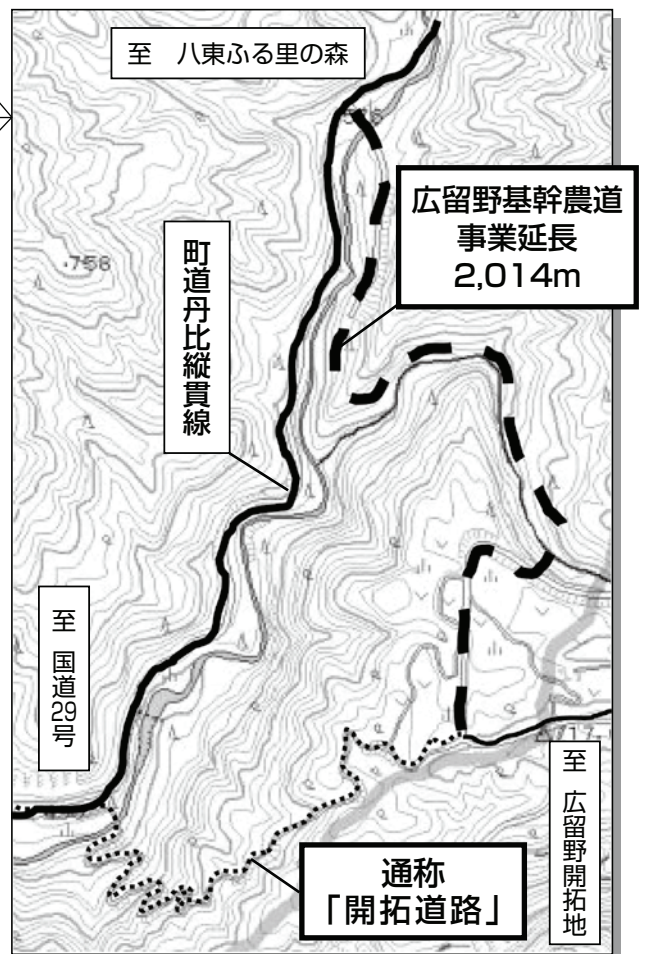 至 八東ふる里の森
広留野基幹農道
事業延長
2,014m
町道丹比縦貫線
・758
至 国道29号
至 広留野開拓地
通称
「開拓道路」